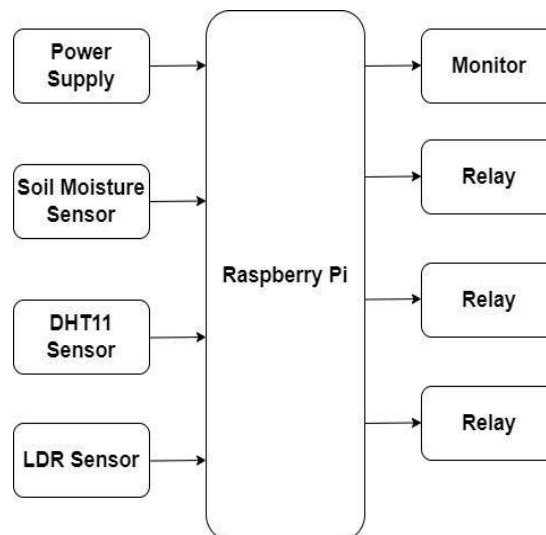 Power
Supply
Soil Moisture
Sensor
DHT11
Sensor
LDR Sensor
Raspberry Pi
Monitor
Relay
Relay
Relay